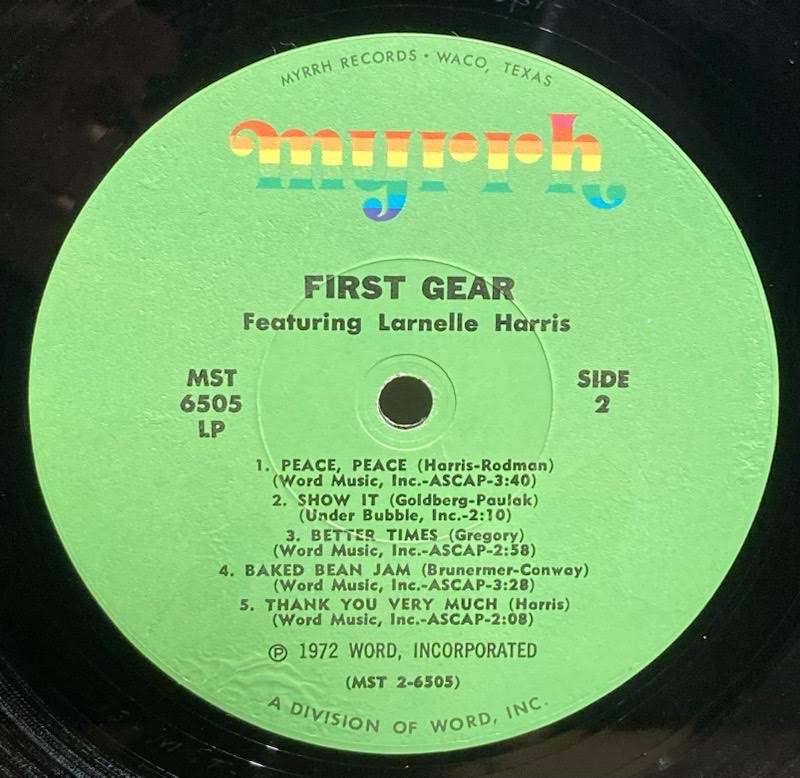 MYRRH RECORDS • WACO, TEXAS
myrrh
FIRST GEAR
Featuring Larnelle Harris
MST
6505
LP
SIDE
2
1. PEACE, PEACE (Harris-Rodman)
(Word Music, Inc.-ASCAP-3:40)
2. SHOW IT (Goldberg-Paulak)
(Under Bubble, Inc.-2:10)
3. BETTER TIMES (Gregory)
(Word Music, Inc.-ASCAP-2:58)
4. BAKED BEAN JAM (Brunermer-Conway)
(Word Music, Inc.-ASCAP-3:28)
5. THANK YOU VERY MUCH (Harris)
(Word Music, Inc.-ASCAP-2:08)
℗ 1972 WORD, INCORPORATED
(MST 2-6505)
A DIVISION OF WORD, INC.